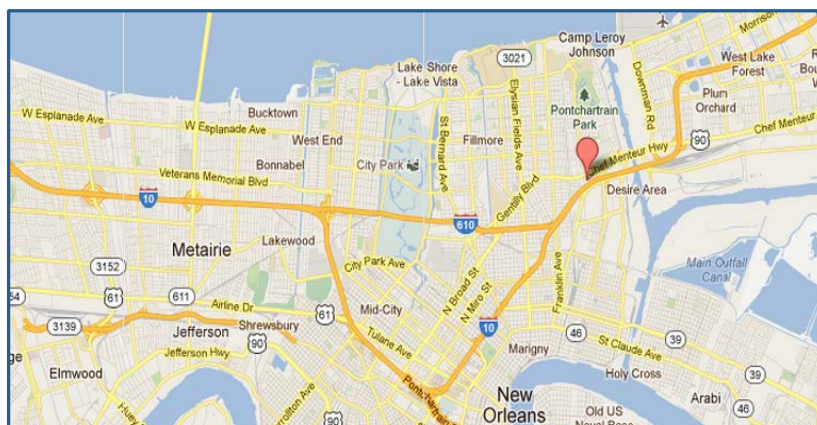 Camp Leroy
Johnson
Morrison
3021
Lake Shore
- Lake Vista
West Lake
Forest
Downman Rd
Plum
Orchard
Bucktown
Pontchartrain
Park
W Esplanade Ave
W Esplanade Ave
West End
St Bernard Ave
Fillmore
Elysian Fields Ave
90
Chef Menteur
Chef Menteur Hwy
Bonnabel
City Park
Veterans Memorial Blvd
Gentilly Blvd
Desire Area
10
610
Metairie
Lakewood
3152
City Park Ave
N Broad St
N Miro St
Franklin Ave
Main Outfall
Canal
54
61
611
Airline Dr
Mid-City
3139
Jefferson
Shrewsbury
61
90
Tulane Ave
10
46
St Claude Ave
39
Jefferson Hwy
Marigny
Elmwood
Holy Cross
39
Arabi
46
Pontchartrain
New
Orleans
90
Old US